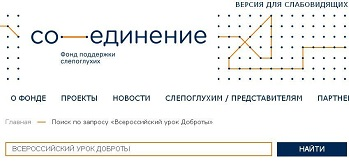 ВЕРСИЯ ДЛЯ СЛАБОВИДЯЩИХ
со—единение
Фонд поддержки
слепоглухих
О ФОНДЕ ПРОЕКТЫ НОВОСТИ СЛЕПОГЛУХИМ / ПРЕДСТАВИТЕЛЯМ ПАРТНЕ
Главная — Поиск по запросу «Всероссийский урок Доброты»
ВСЕРОССИЙСКИЙ УРОК ДОБРОТЫ НАЙТИ